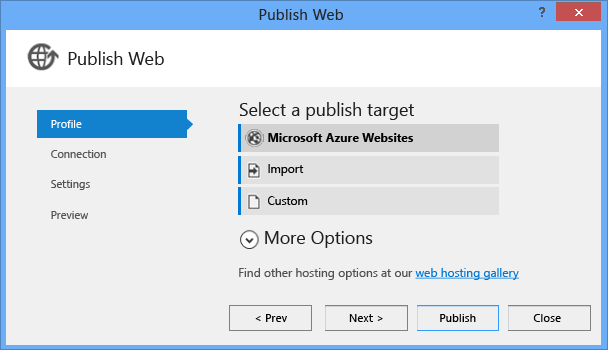 Publish Web
?
Publish Web
Profile
Connection
Settings
Preview
Select a publish target
Microsoft Azure Websites
Import
Custom
More Options
Find other hosting options at our web hosting gallery
< Prev
Next >
Publish
Close